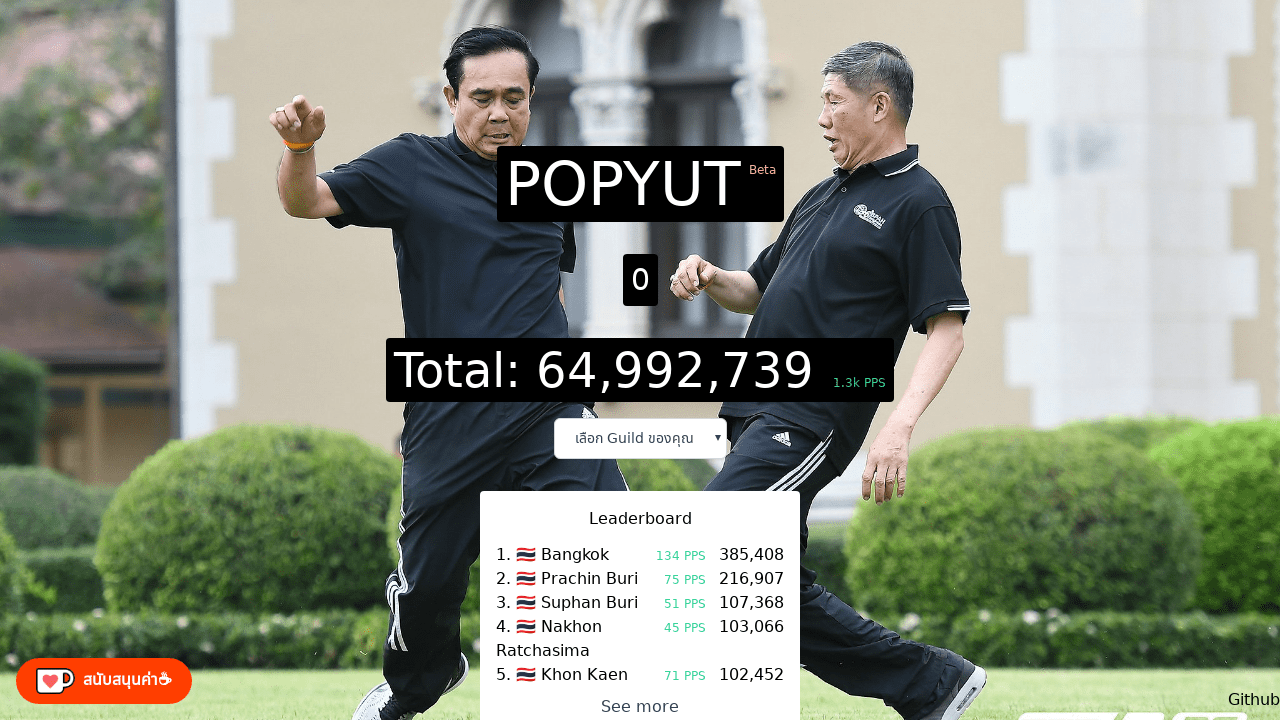 POPYUT Beta
0
Total: 64,992,739 1.3k PPS
เลือก Guild ของคุณ
Leaderboard
1. 🇹🇭 Bangkok 134 PPS 385,408
2. 🇹🇭 Prachin Buri 75 PPS 216,907
3. 🇹🇭 Suphan Buri 51 PPS 107,368
4. 🇹🇭 Nakhon 45 PPS 103,066
Ratchasima
5. 🇹🇭 Khon Kaen 71 PPS 102,452
See more
สนับสนุนค่า☕
Github